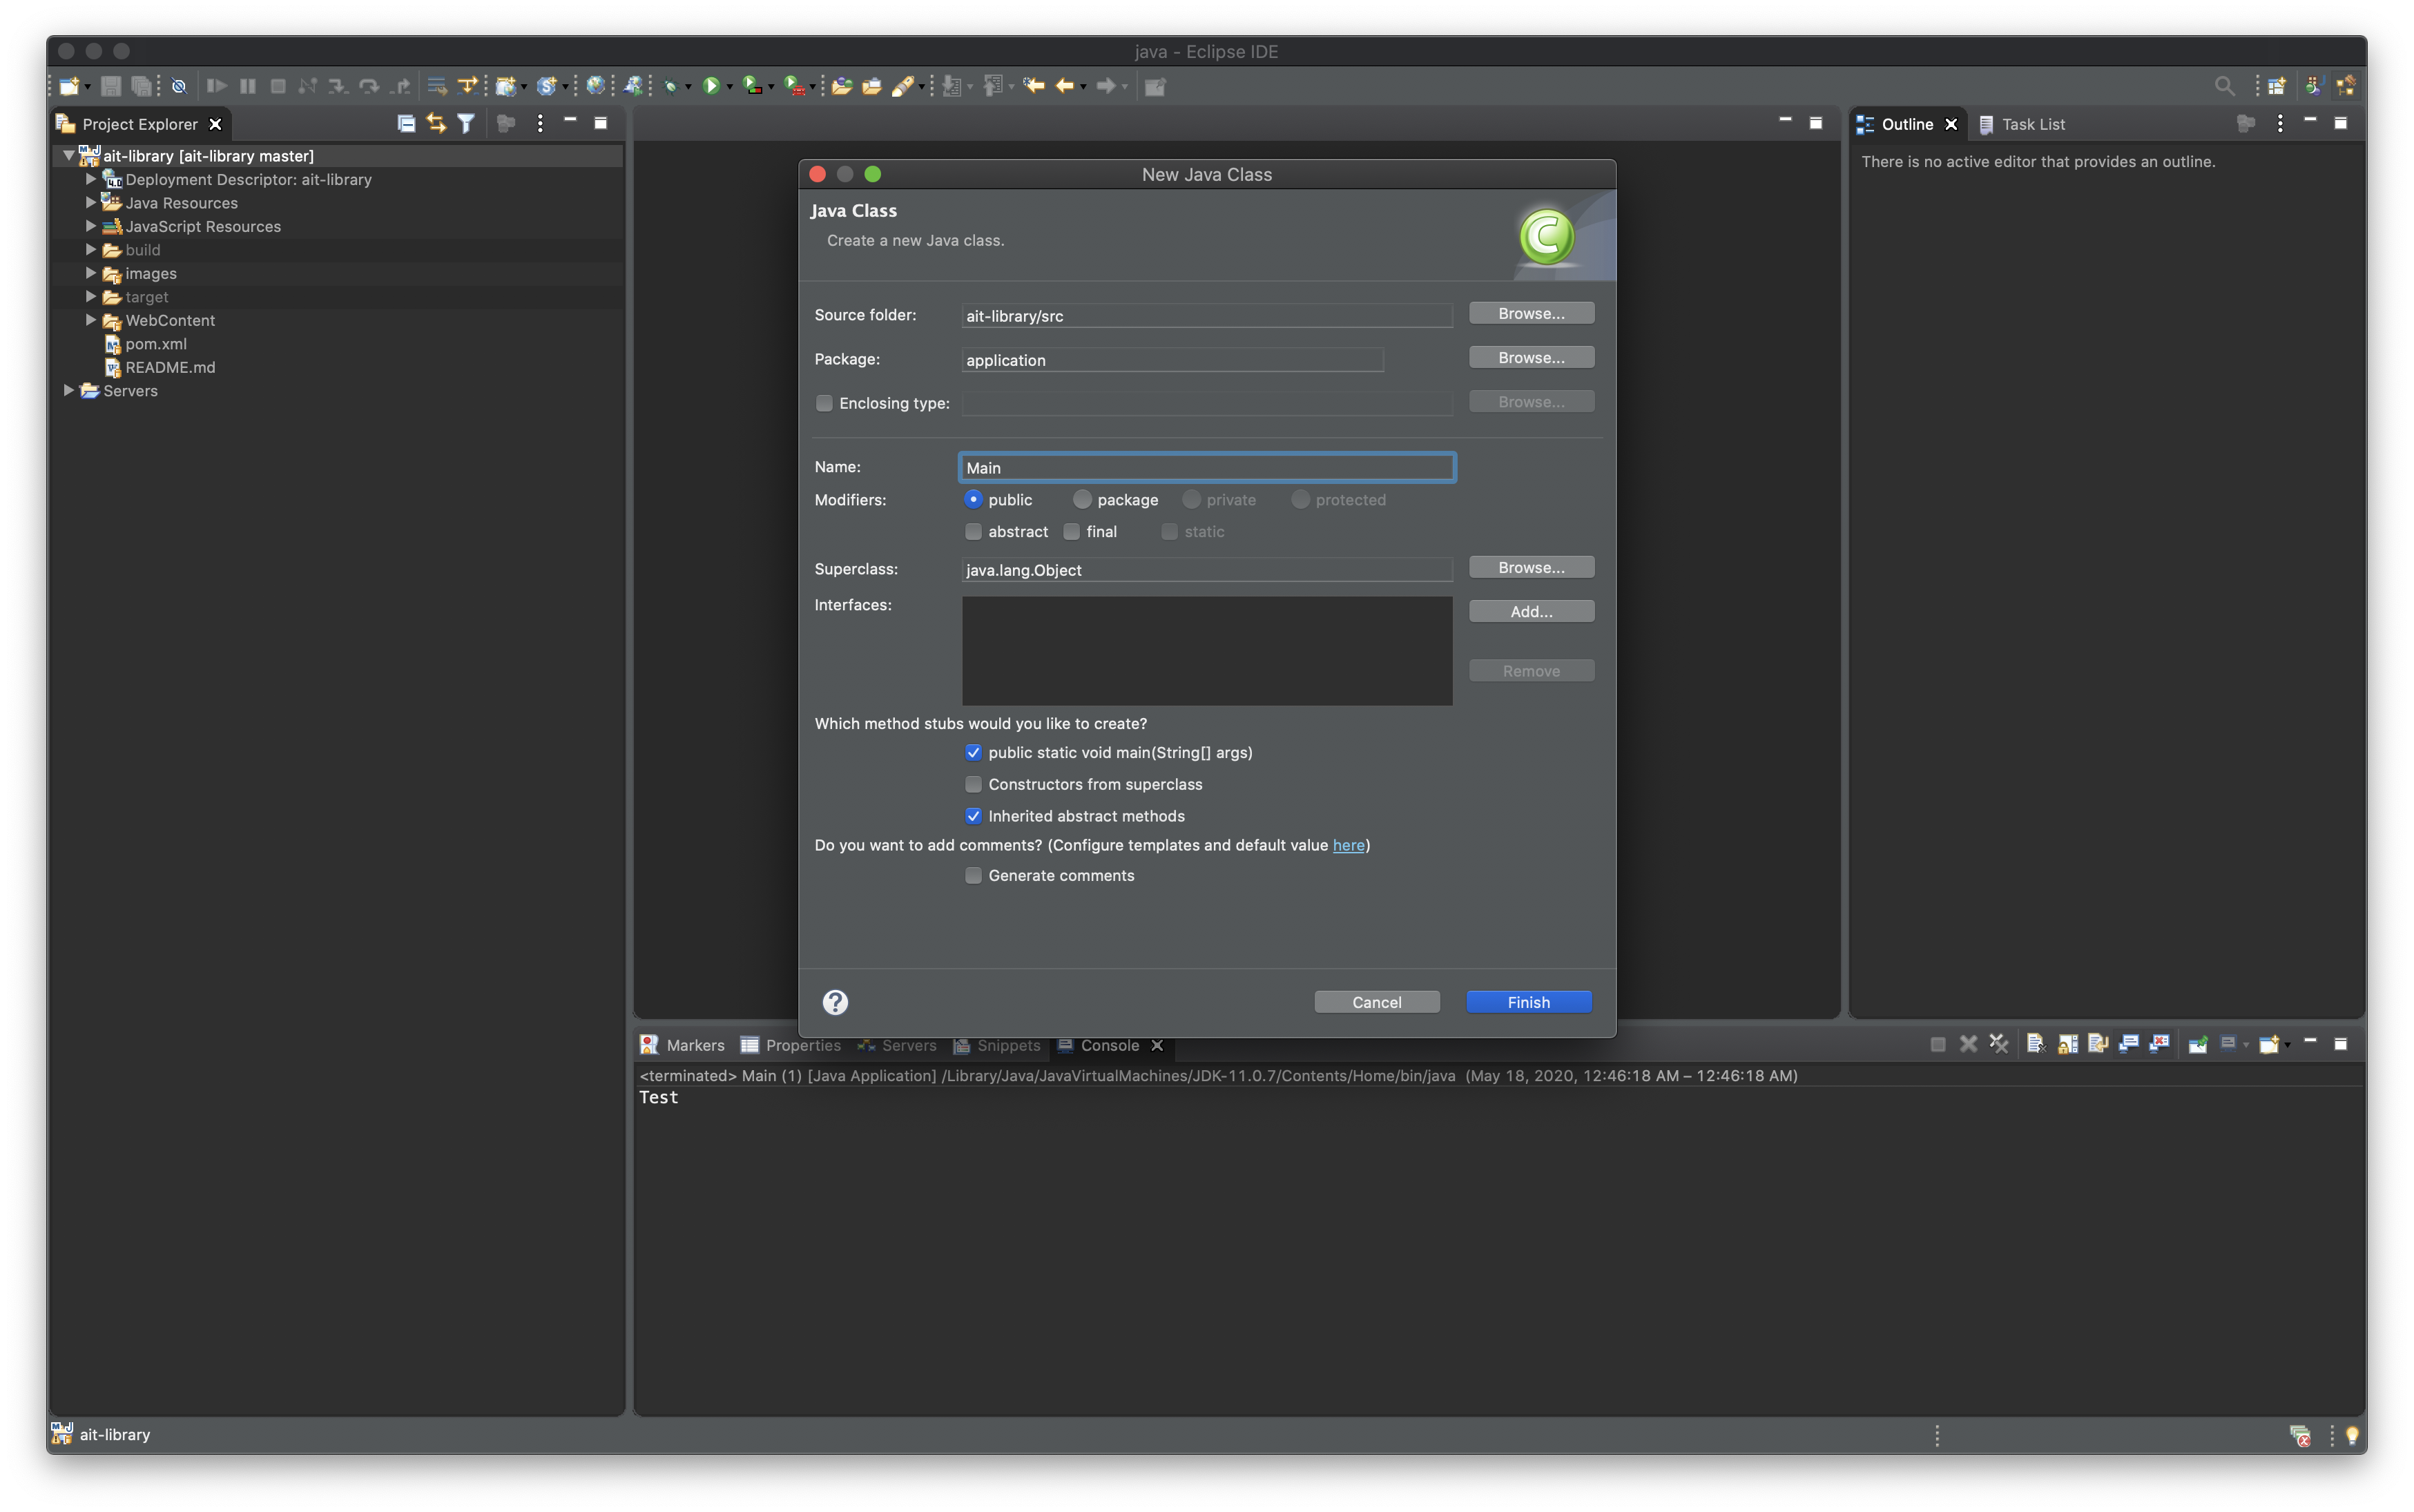 java - Eclipse IDE
Project Explorer
ait-library [ait-library master]
Deployment Descriptor: ait-library
Java Resources
JavaScript Resources
build
images
target
WebContent
pom.xml
README.md
Servers
New Java Class
Java Class
Create a new Java class.
Source folder: ait-library/src Browse...
Package: application Browse...
Enclosing type: Browse...
Name: Main
Modifiers: public package private protected
abstract final static
Superclass: java.lang.Object Browse...
Interfaces: Add...
Remove
Which method stubs would you like to create?
public static void main(String[] args)
Constructors from superclass
Inherited abstract methods
Do you want to add comments? (Configure templates and default value here)
Generate comments
Cancel Finish
Outline Task List
There is no active editor that provides an outline.
Markers Properties Servers Snippets Console
<terminated> Main (1) [Java Application] /Library/Java/JavaVirtualMachines/JDK-11.0.7/Contents/Home/bin/java (May 18, 2020, 12:46:18 AM – 12:46:18 AM)
Test
ait-library